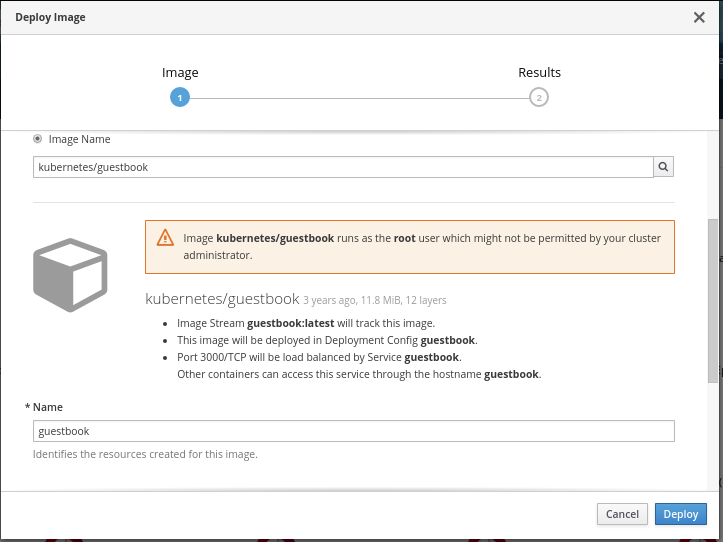 Deploy Image
Image
Results
1
2
Image Name
kubernetes/guestbook
Image kubernetes/guestbook runs as the root user which might not be permitted by your cluster
administrator.
kubernetes/guestbook 3 years ago, 11.8 MiB, 12 layers
Image Stream guestbook:latest will track this image.
This image will be deployed in Deployment Config guestbook.
Port 3000/TCP will be load balanced by Service guestbook.
Other containers can access this service through the hostname guestbook.
* Name
guestbook
Identifies the resources created for this image.
Cancel
Deploy